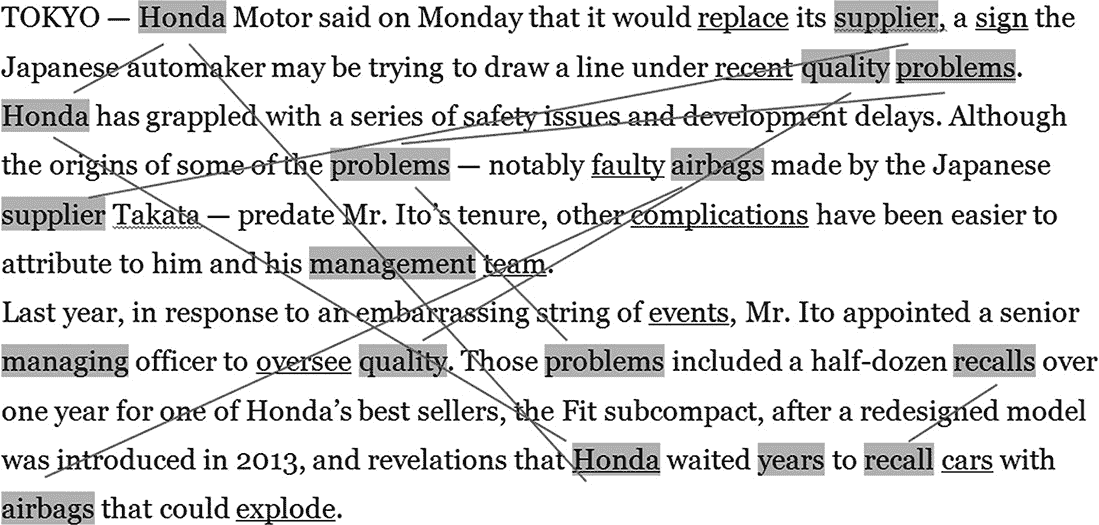 TOKYO — Honda Motor said on Monday that it would replace its supplier, a sign the
Japanese automaker may be trying to draw a line under recent quality problems.
Honda has grappled with a series of safety issues and development delays. Although
the origins of some of the problems — notably faulty airbags made by the Japanese
supplier Takata — predate Mr. Ito’s tenure, other complications have been easier to
attribute to him and his management team.
Last year, in response to an embarrassing string of events, Mr. Ito appointed a senior
managing officer to oversee quality. Those problems included a half-dozen recalls over
one year for one of Honda’s best sellers, the Fit subcompact, after a redesigned model
was introduced in 2013, and revelations that Honda waited years to recall cars with
airbags that could explode.